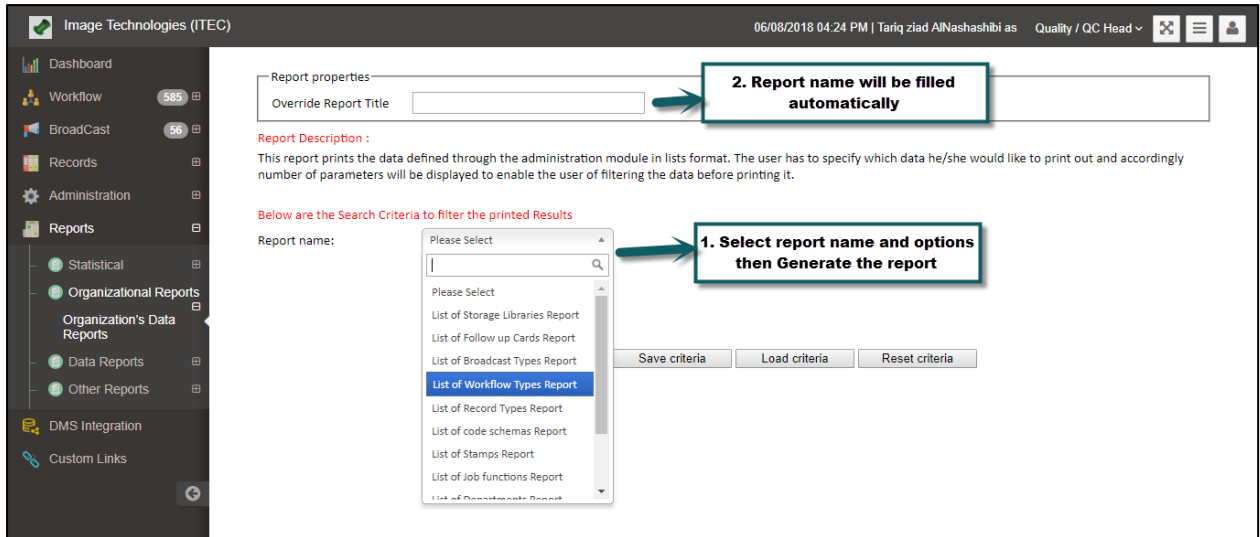 Image Technologies (ITEC)
06/08/2018 04:24 PM | Tariq ziad AlNashashibi as Quality / QC Head
Dashboard
Workflow 585
BroadCast 56
Records
Administration
Reports
Statistical
Organizational Reports
Organization's Data
Reports
Data Reports
Other Reports
DMS Integration
Custom Links
Report properties
Override Report Title
2. Report name will be filled
automatically
Report Description :
This report prints the data defined through the administration module in lists format. The user has to specify which data he/she would like to print out and accordingly
number of parameters will be displayed to enable the user of filtering the data before printing it.
Below are the Search Criteria to filter the printed Results
Report name:
Please Select
1. Select report name and options
then Generate the report
Please Select
List of Storage Libraries Report
List of Follow up Cards Report
List of Broadcast Types Report
List of Workflow Types Report
List of Record Types Report
List of code schemas Report
List of Stamps Report
List of Job functions Report
List of Departments Report
Save criteria
Load criteria
Reset criteria